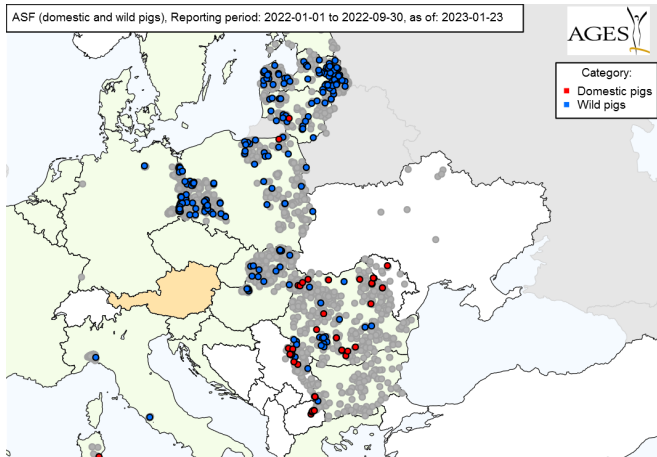 ASF (domestic and wild pigs), Reporting period: 2022-01-01 to 2022-09-30, as of: 2023-01-23
AGES
Category:
Domestic pigs
Wild pigs